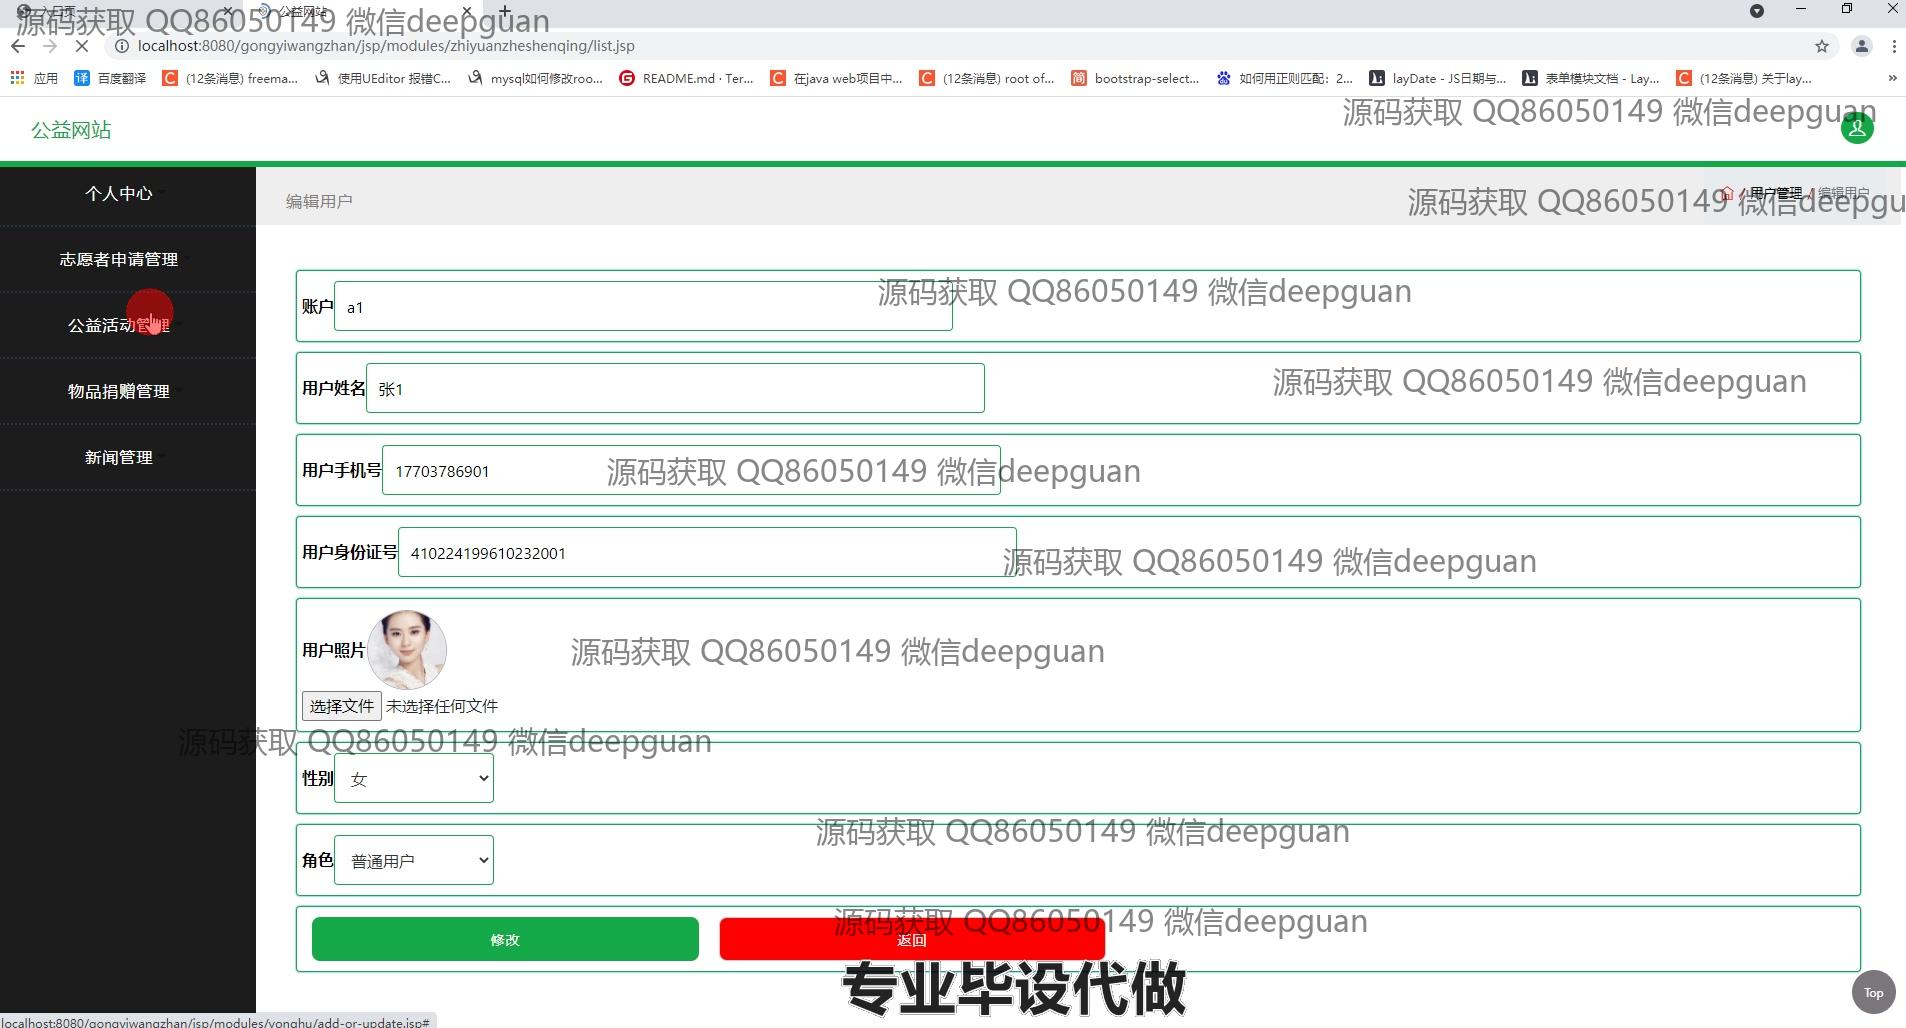 公益网站
源码获取 QQ86050149 微信deepguan
localhost:8080/gongyiwangzhan/jsp/modules/zhiyuanzheshenqing/list.jsp
应用
百度翻译
(12条消息) freema...
使用UEditor 报错C...
mysql如何修改roo...
README.md · Ter...
在java web项目中...
(12条消息) root of...
bootstrap-select...
如何用正则匹配：2...
layDate - JS日期与...
表单模块文档 - Lay...
(12条消息) 关于lay...
»
公益网站
源码获取 QQ86050149 微信deepguan
个人中心
志愿者申请管理
公益活动管理
物品捐赠管理
新闻管理
编辑用户
/ 用户管理 / 编辑用户
源码获取 QQ86050149 微信deepgu
账户 a1
源码获取 QQ86050149 微信deepguan
用户姓名 张1
源码获取 QQ86050149 微信deepguan
用户手机号 17703786901
源码获取 QQ86050149 微信deepguan
用户身份证号 410224199610232001
源码获取 QQ86050149 微信deepguan
用户照片
源码获取 QQ86050149 微信deepguan
选择文件 未选择任何文件
源码获取 QQ86050149 微信deepguan
性别 女
源码获取 QQ86050149 微信deepguan
角色 普通用户
源码获取 QQ86050149 微信deepguan
修改 返回
专业毕设代做
Top
localhost:8080/gongyiwangzhan/jsp/modules/yonghu/add-or-update.jsp#